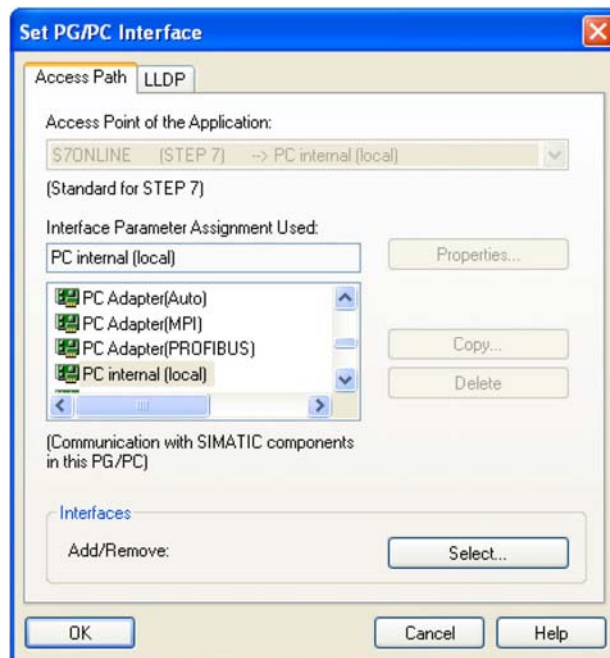 Set PG/PC Interface
Access Path
LLDP
Access Point of the Application:
S7ONLINE (STEP 7) --> PC internal (local)
(Standard for STEP 7)
Interface Parameter Assignment Used:
PC internal (local)
Properties...
PC Adapter(Auto)
PC Adapter(MPI)
PC Adapter(PROFIBUS)
PC internal (local)
Copy...
Delete
(Communication with SIMATIC components
in this PG/PC)
Interfaces
Add/Remove:
Select...
OK
Cancel
Help